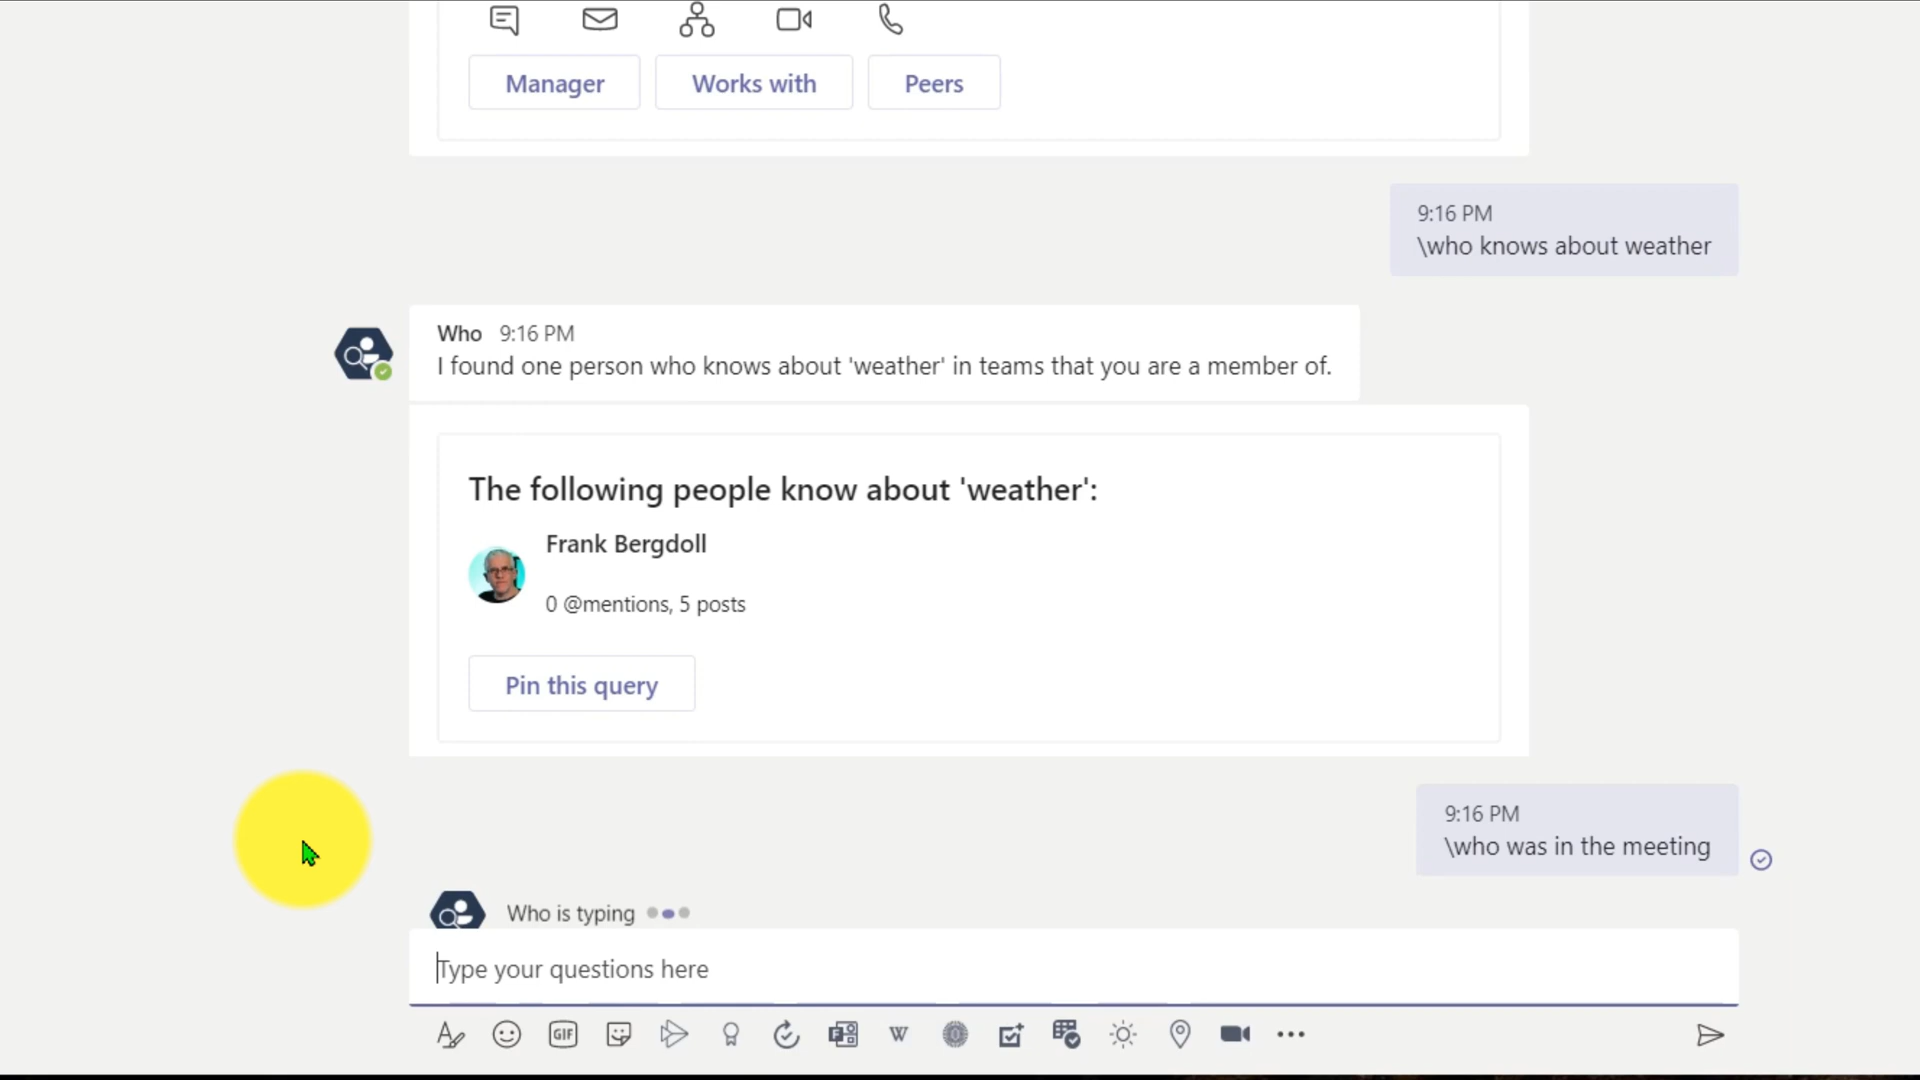 Manager Works with Peers
9:16 PM
\who knows about weather
Who 9:16 PM
I found one person who knows about 'weather' in teams that you are a member of.
The following people know about 'weather':
Frank Bergdoll
0 @mentions, 5 posts
Pin this query
9:16 PM
\who was in the meeting
Who is typing
Type your questions here
GIF W